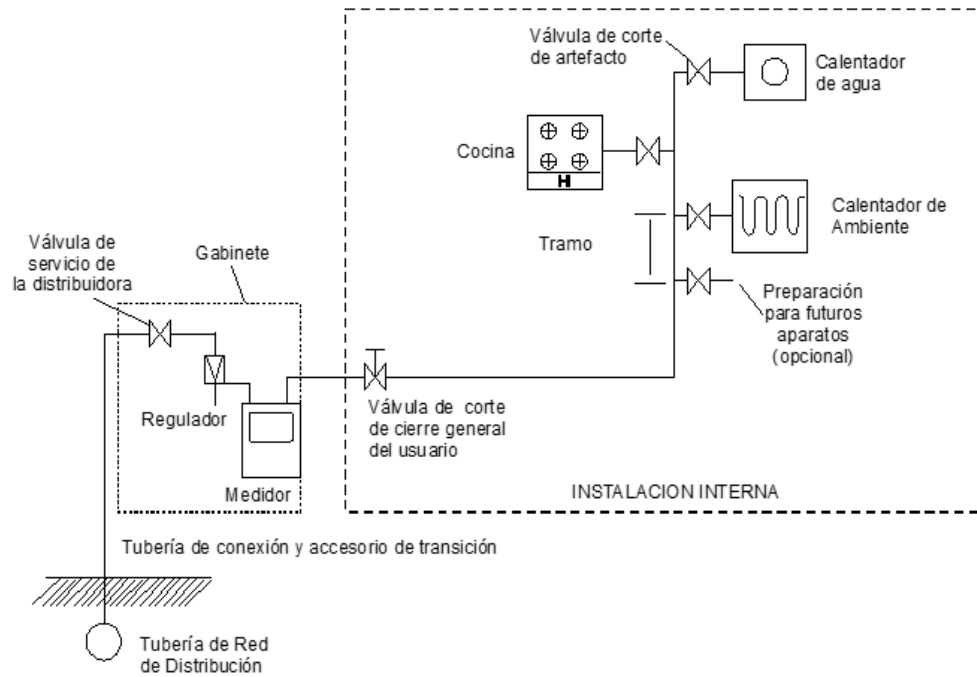 Válvula de corte
de artefacto
Calentador
de agua
Cocina
H
Calentador de
Ambiente
Tramo
Válvula de
servicio de
la distribuidora
Gabinete
Preparación
para futuros
aparatos
(opcional)
Regulador
Válvula de corte
de cierre general
del usuario
Medidor
INSTALACION INTERNA
Tubería de conexión y accesorio de transición
Tubería de Red
de Distribución